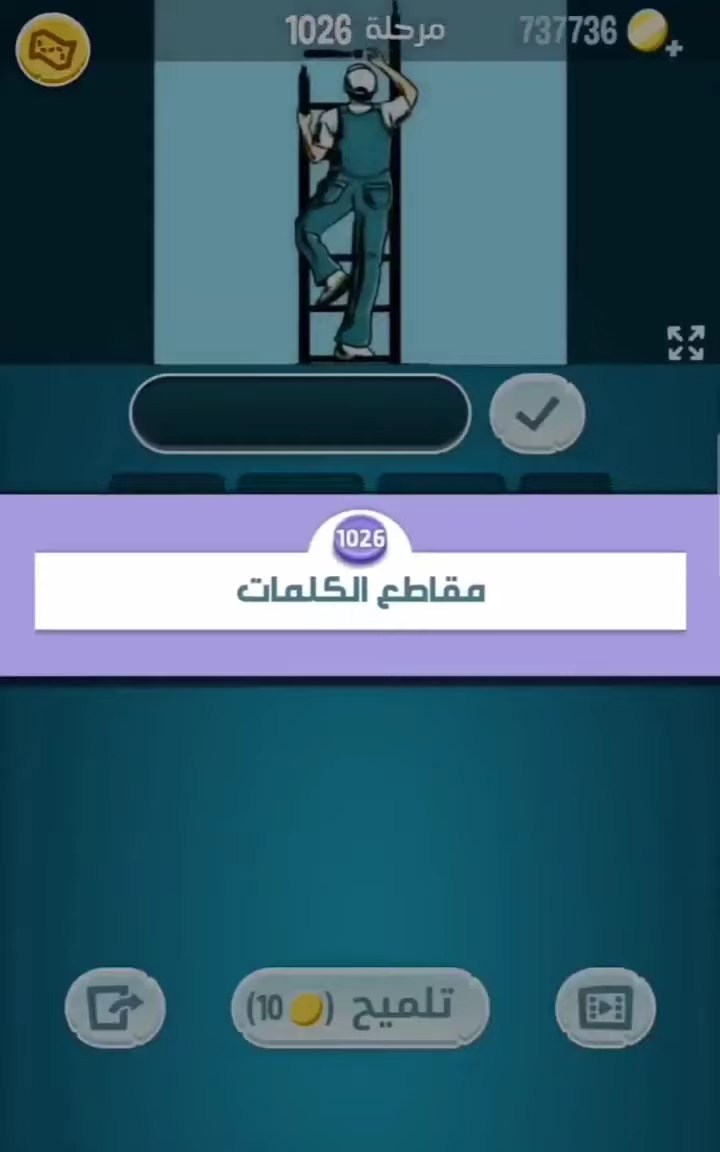 مرحلة 1026
737736
1026
مقاطع الكلمات
تلميح (10)